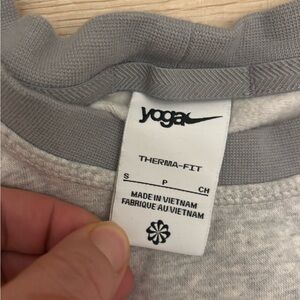 yoga
THERMA-FIT
S P CH
MADE IN VIETNAM
FABRIQUE AU VIETNAM